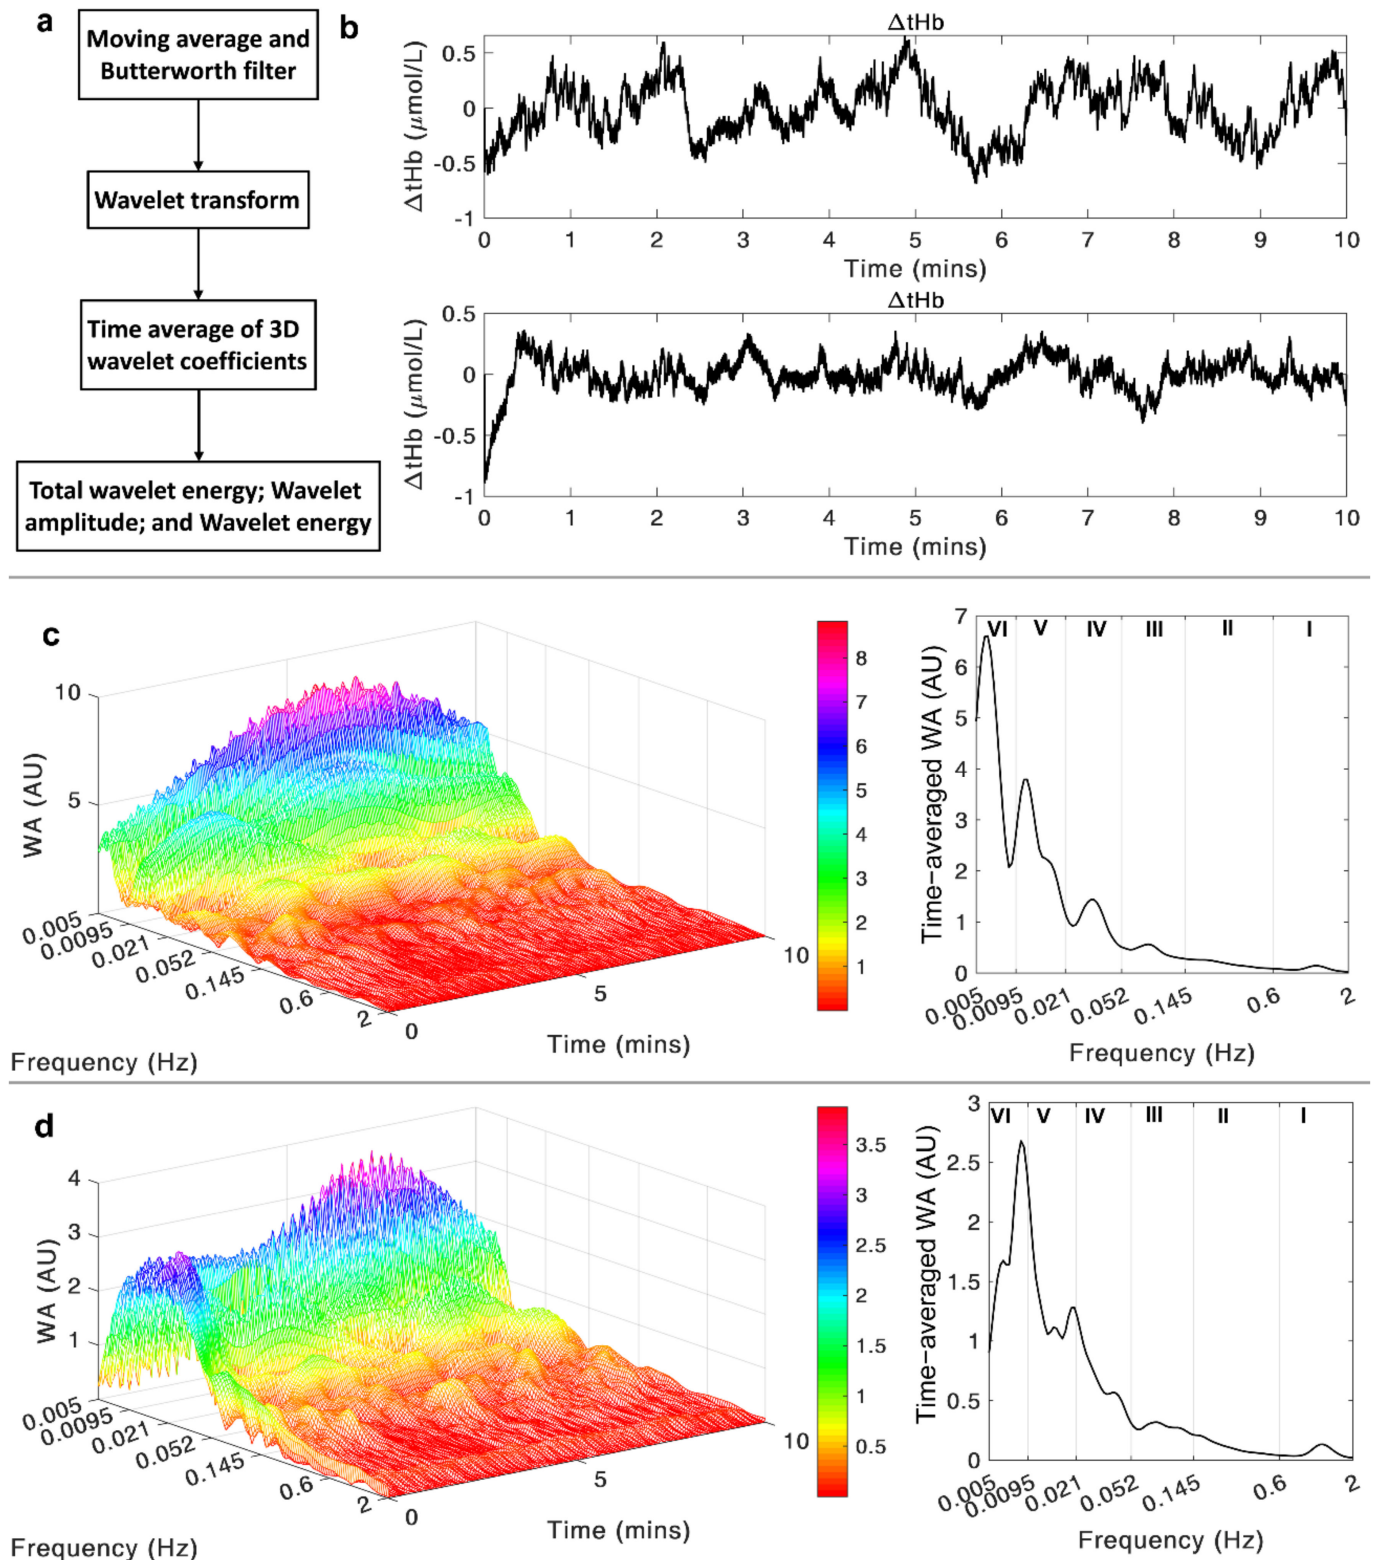 a
Moving average and
Butterworth filter
Wavelet transform
Time average of 3D
wavelet coefficients
Total wavelet energy; Wavelet
amplitude; and Wavelet energy
b
ΔtHb
ΔtHb (μmol/L)
0.5
0
-0.5
-1
0 1 2 3 4 5 6 7 8 9 10
Time (mins)
ΔtHb
ΔtHb (μmol/L)
0.5
0
-0.5
-1
0 1 2 3 4 5 6 7 8 9 10
Time (mins)
c
WA (AU)
10
5
0.005
0.0095
0.021
0.052
0.145
0.6
2
Frequency (Hz)
0
5
10
Time (mins)
8
7
6
5
4
3
2
1
Time−averaged WA (AU)
7
6
5
4
3
2
1
0
VI V IV III II I
0.005 0.0095 0.021 0.052 0.145 0.6 2
Frequency (Hz)
d
WA (AU)
4
3
2
1
0.005
0.0095
0.021
0.052
0.145
0.6
2
Frequency (Hz)
0
5
10
Time (mins)
3.5
3
2.5
2
1.5
1
0.5
Time−averaged WA (AU)
3
2.5
2
1.5
1
0.5
0
VI V IV III II I
0.005 0.0095 0.021 0.052 0.145 0.6 2
Frequency (Hz)